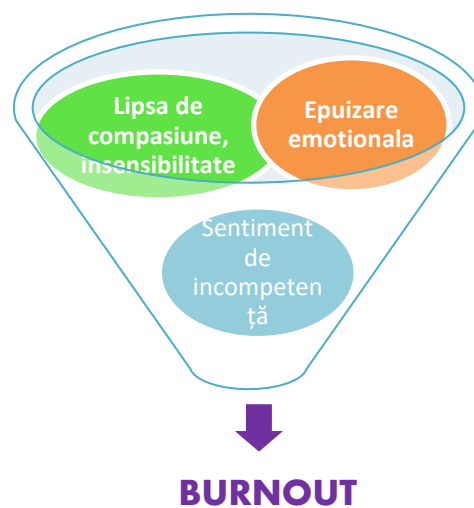 Lipsa de
compasiune,
insensibilitate
Epuizare
emotionala
Sentiment
de
incompeten
ță
BURNOUT